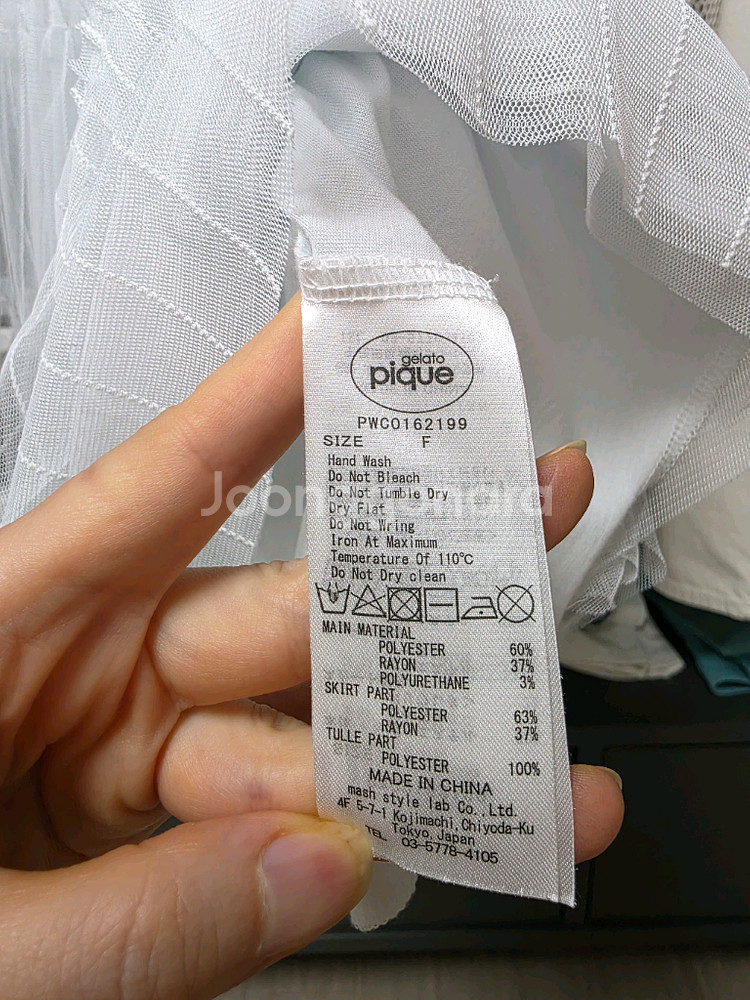 gelato
pique
PWCO162199
SIZE F
Hand Wash
Do Not Bleach
Do Not Tumble Dry
Dry Flat
Do Not Wring
Iron At Maximum
Temperature Of 110℃
Do Not Dry clean
MAIN MATERIAL
POLYESTER 60%
RAYON 37%
POLYURETHANE 3%
SKIRT PART
POLYESTER 63%
RAYON 37%
TULLE PART
POLYESTER 100%
MADE IN CHINA
mash style lab Co.,Ltd.
4F 5-7-1 Kojimachi,Chiyoda-Ku
Tokyo,Japan
TEL 03-5778-4105